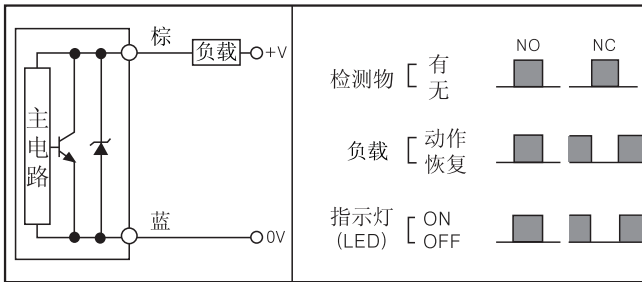 棕
负载
+V
主电路
蓝
0V
NO
NC
检测物
有
无
负载
动作
恢复
指示灯
(LED)
ON
OFF